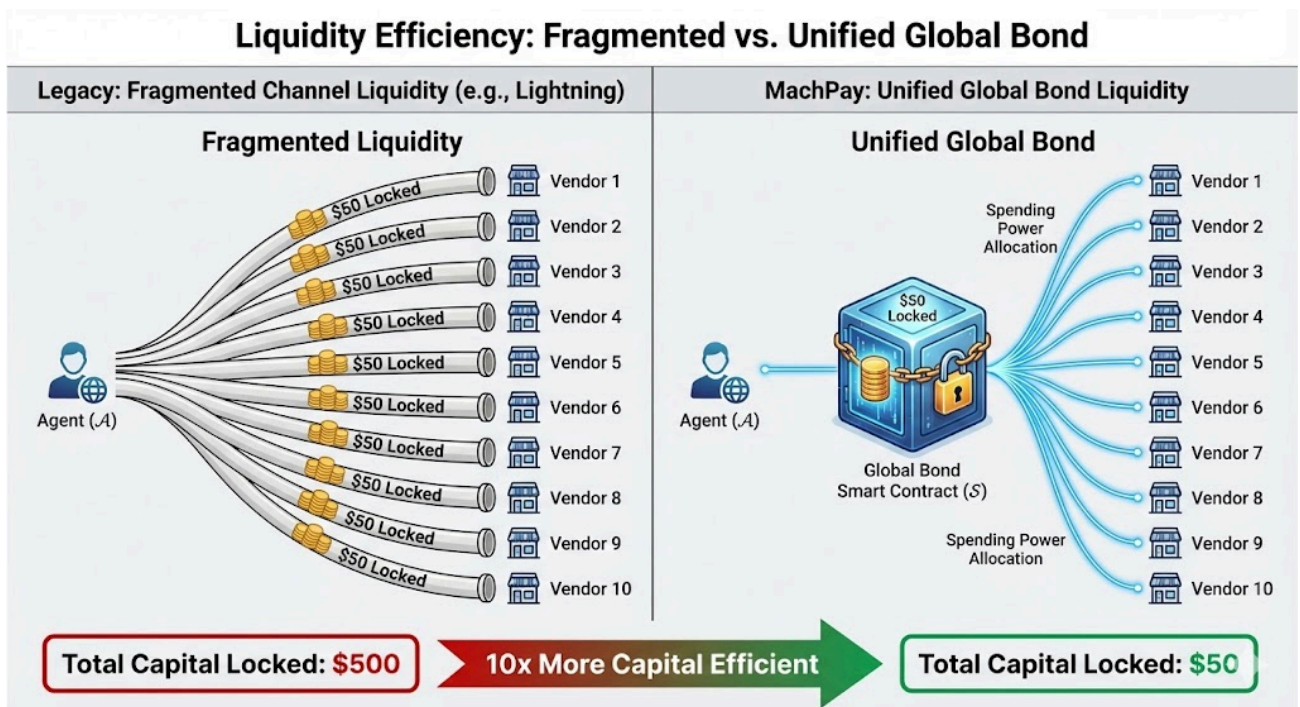 Liquidity Efficiency: Fragmented vs. Unified Global Bond
Legacy: Fragmented Channel Liquidity (e.g., Lightning)
Fragmented Liquidity
$50 Locked
Vendor 1
$50 Locked
Vendor 2
$50 Locked
Vendor 3
$50 Locked
Vendor 4
$50 Locked
Vendor 5
$50 Locked
Vendor 6
$50 Locked
Vendor 7
$50 Locked
Vendor 8
$50 Locked
Vendor 9
$50 Locked
Vendor 10
Agent (𝒜)
Total Capital Locked: $500
10x More Capital Efficient
MachPay: Unified Global Bond Liquidity
Unified Global Bond
Agent (𝒜)
$50
Locked
Global Bond
Smart Contract (𝒮)
Spending
Power
Allocation
Spending Power
Allocation
Vendor 1
Vendor 2
Vendor 3
Vendor 4
Vendor 5
Vendor 6
Vendor 7
Vendor 8
Vendor 9
Vendor 10
Total Capital Locked: $50